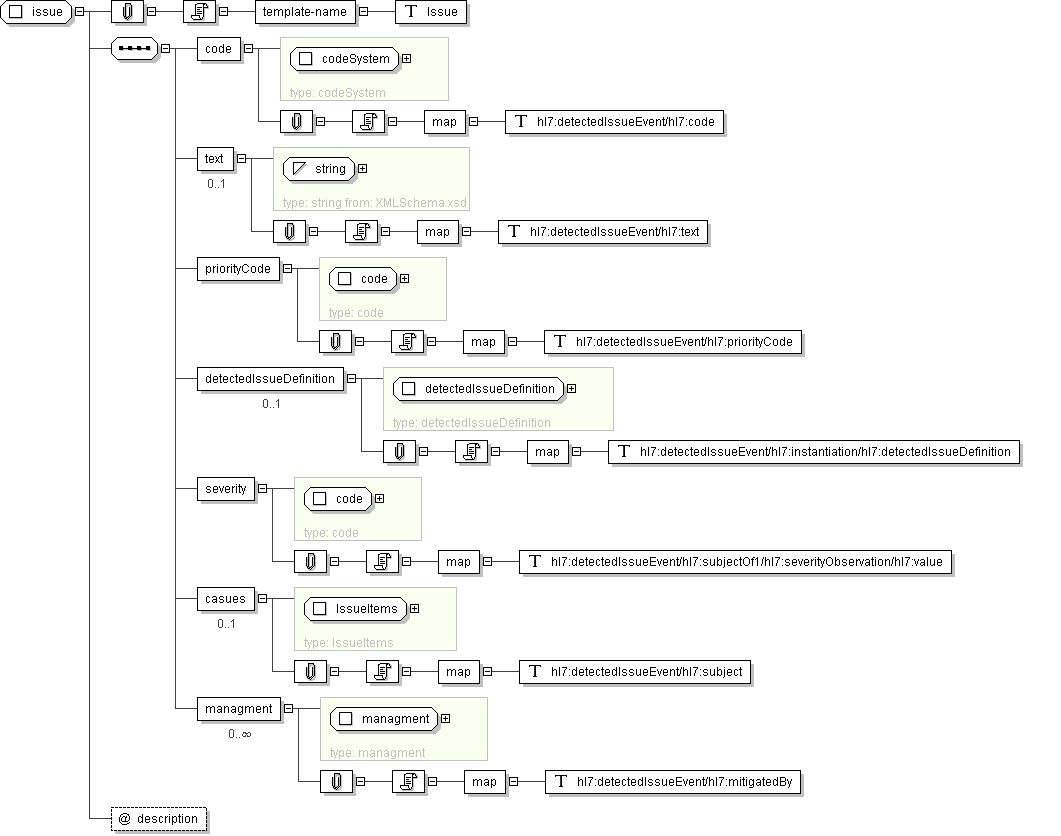 issue template-name T Issue
code codeSystem
type: codeSystem
map T hl7:detectedIssueEvent/hl7:code
text string
0..1
type: string from: XMLSchema.xsd
map T hl7:detectedIssueEvent/hl7:text
priorityCode code
type: code
map T hl7:detectedIssueEvent/hl7:priorityCode
detectedIssueDefinition detectedIssueDefinition
0..1
type: detectedIssueDefinition
map T hl7:detectedIssueEvent/hl7:instantiation/hl7:detectedIssueDefinition
severity code
type: code
map T hl7:detectedIssueEvent/hl7:subjectOf1/hl7:severityObservation/hl7:value
casues IssueItems
0..1
type: IssueItems
map T hl7:detectedIssueEvent/hl7:subject
managment managment
0..∞
type: managment
map T hl7:detectedIssueEvent/hl7:mitigatedBy
@ description